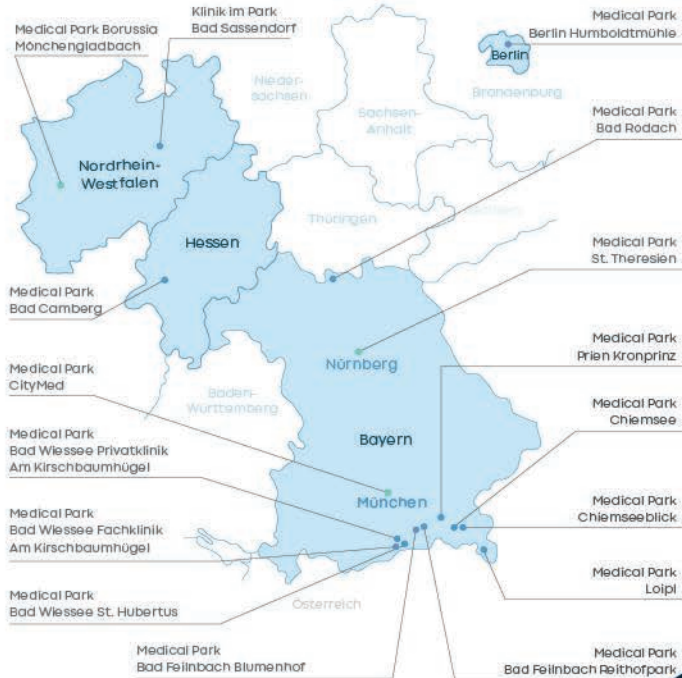 Klinik im Park
Bad Sassendorf
Medical Park Borussia
Mönchengladbach
Medical Park
Berlin Humboldtmühle
Berlin
Nieder-
sachsen
Brandenburg
Sachsen-
Anhalt
Medical Park
Bad Rodach
Nordrhein-
Westfalen
Thüringen
Hessen
Medical Park
St. Theresien
Medical Park
Bad Camberg
Medical Park
Prien Kronprinz
Nürnberg
Medical Park
CityMed
Baden-
Württemberg
Medical Park
Chiemsee
Bayern
Medical Park
Bad Wiessee Privatklinik
Am Kirschbaumhügel
München
Medical Park
Chiemseeblick
Medical Park
Bad Wiessee Fachklinik
Am Kirschbaumhügel
Medical Park
Loipl
Medical Park
Bad Wiessee St. Hubertus
Österreich
Medical Park
Bad Feilnbach Blumenhof
Medical Park
Bad Feilnbach Reithofpark